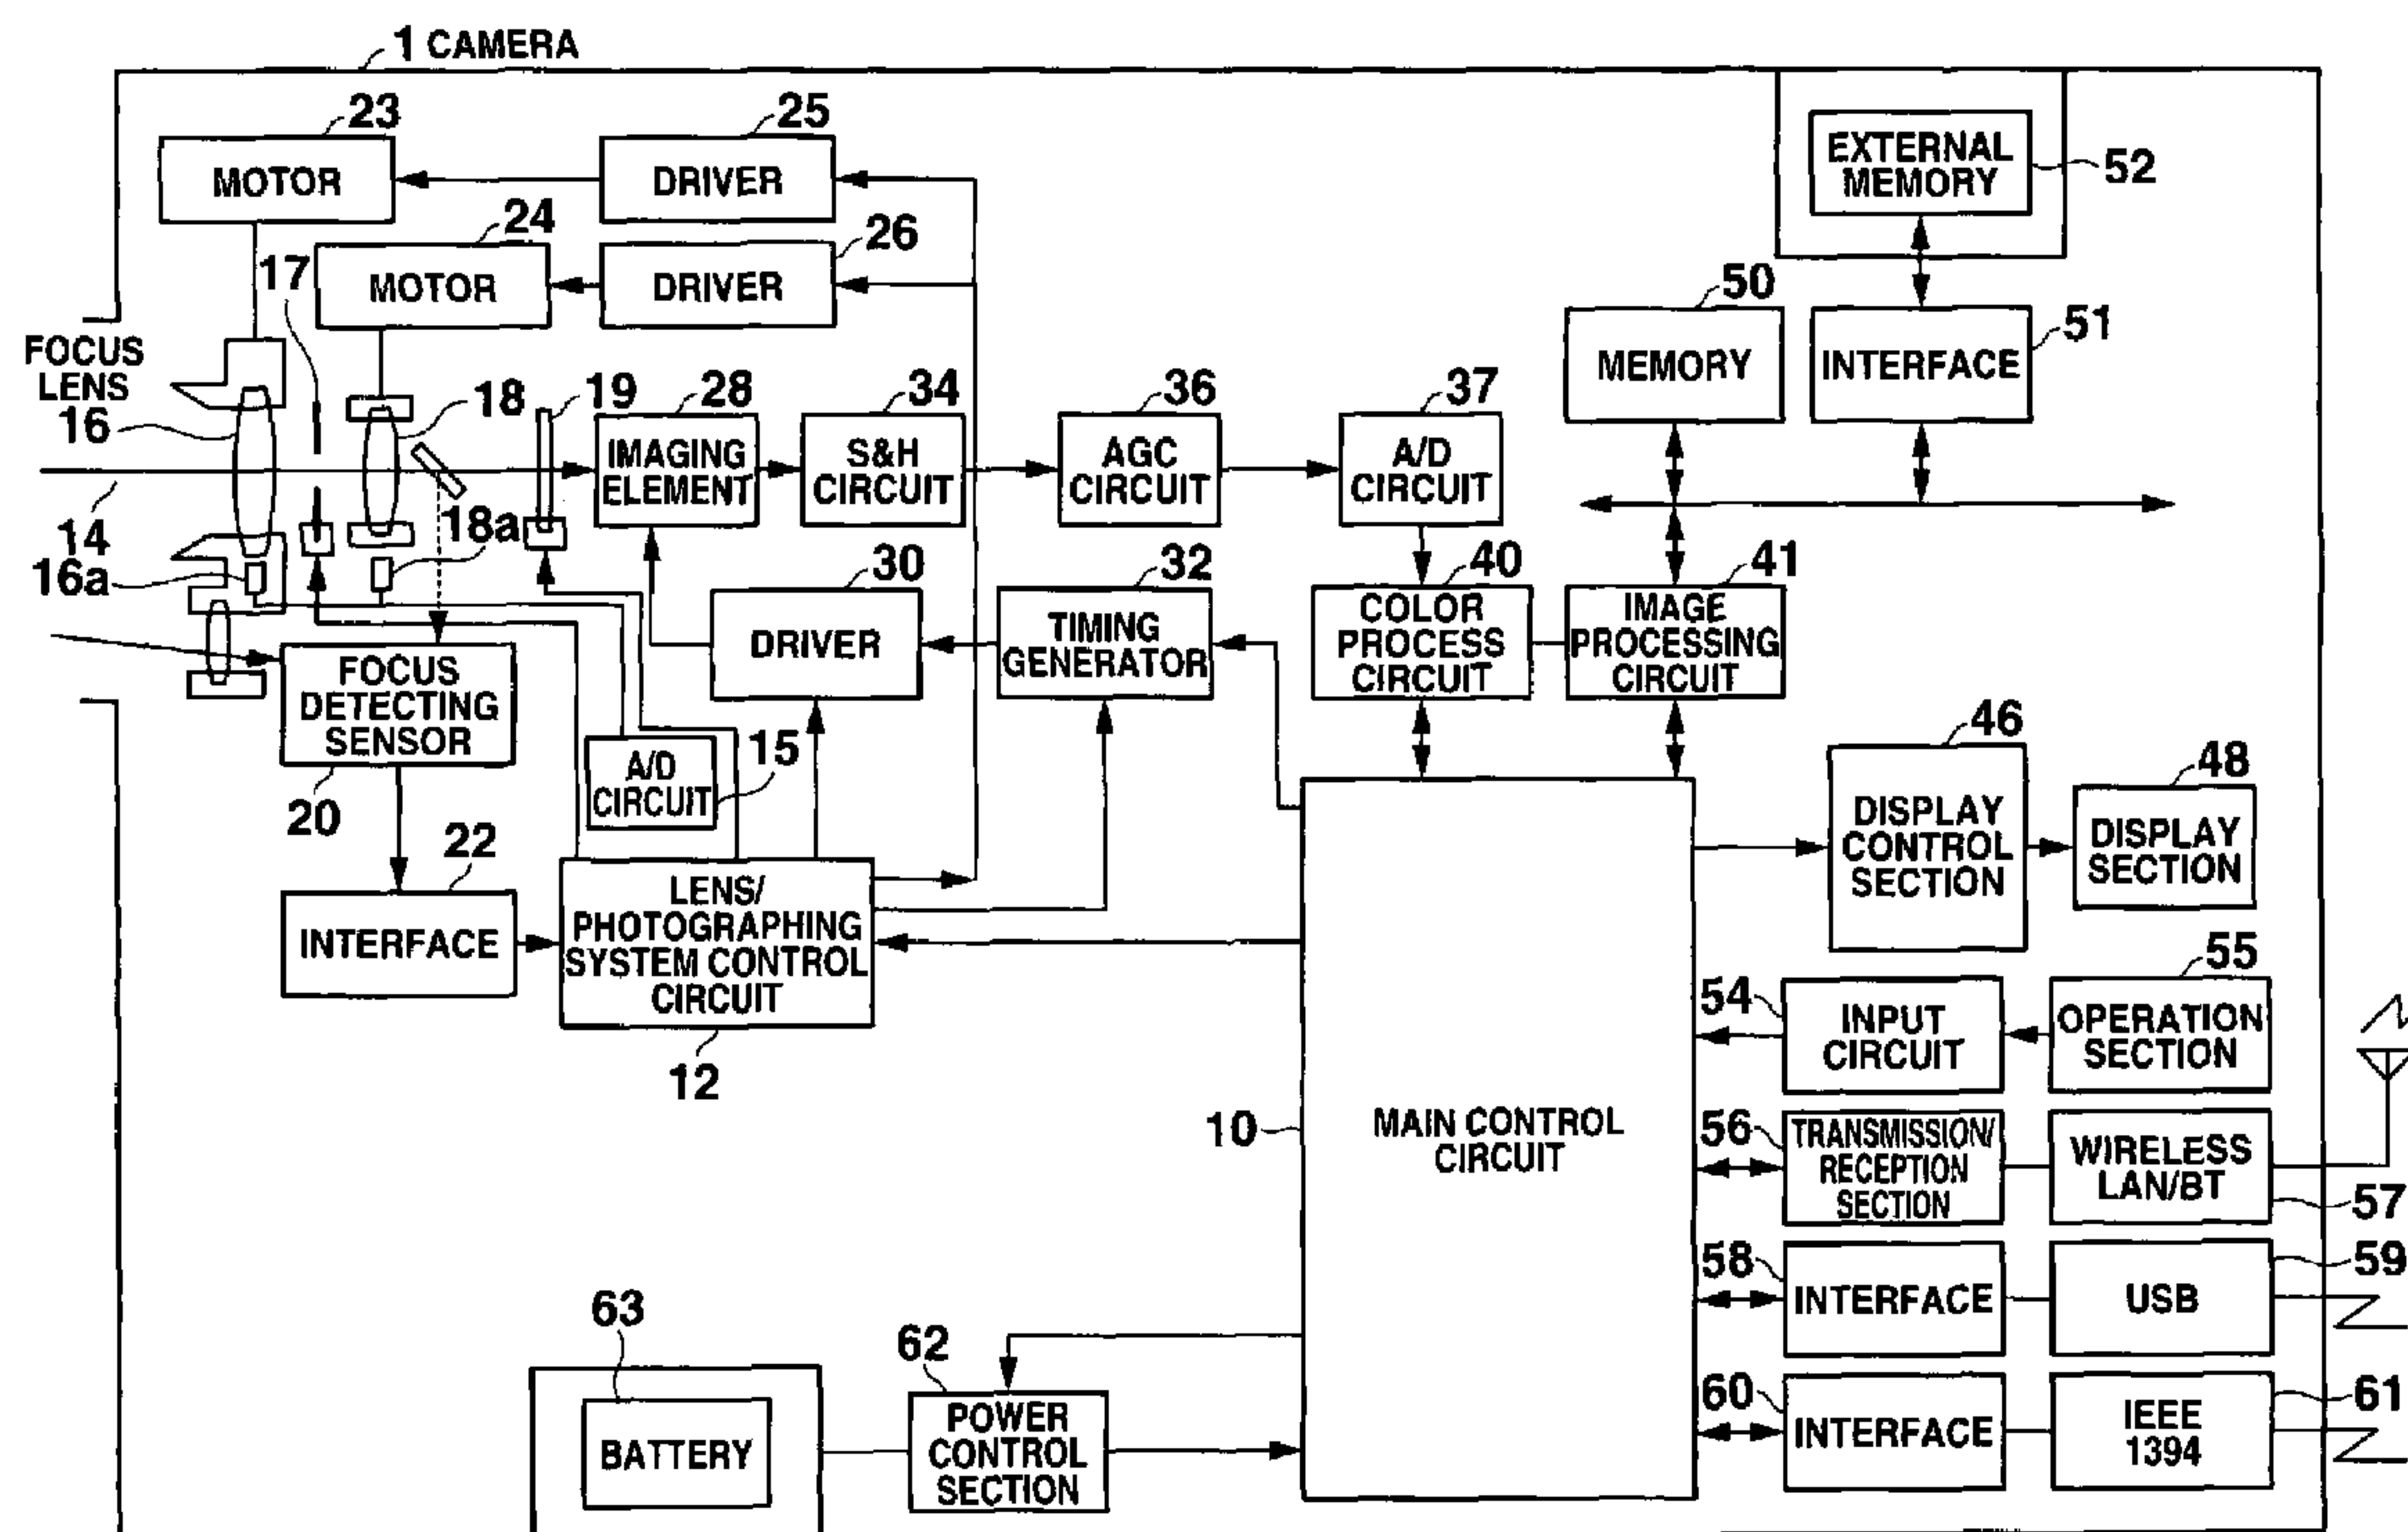 1 CAMERA
23
MOTOR
25
DRIVER
EXTERNAL
MEMORY
52
24
MOTOR
26
DRIVER
17
50
MEMORY
51
INTERFACE
FOCUS
LENS
16
18
19
28
IMAGING
ELEMENT
34
S&H
CIRCUIT
36
AGC
CIRCUIT
37
A/D
CIRCUIT
14
16a
18a
30
DRIVER
32
TIMING
GENERATOR
40
COLOR
PROCESS
CIRCUIT
41
IMAGE
PROCESSING
CIRCUIT
FOCUS
DETECTING
SENSOR
20
A/D
CIRCUIT
15
46
DISPLAY
CONTROL
SECTION
48
DISPLAY
SECTION
22
INTERFACE
LENS/
PHOTOGRAPHING
SYSTEM CONTROL
CIRCUIT
12
10
MAIN CONTROL
CIRCUIT
54
INPUT
CIRCUIT
55
OPERATION
SECTION
56
TRANSMISSION/
RECEPTION
SECTION
WIRELESS
LAN/BT
57
58
INTERFACE
59
USB
60
INTERFACE
61
IEEE
1394
63
BATTERY
62
POWER
CONTROL
SECTION